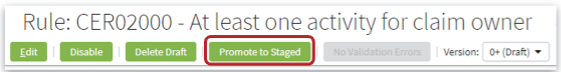 Rule: CER02000 - At least one activity for claim owner
Edit | Disable | Delete Draft | Promote to Staged | No Validation Errors | Version: 0+ (Draft)